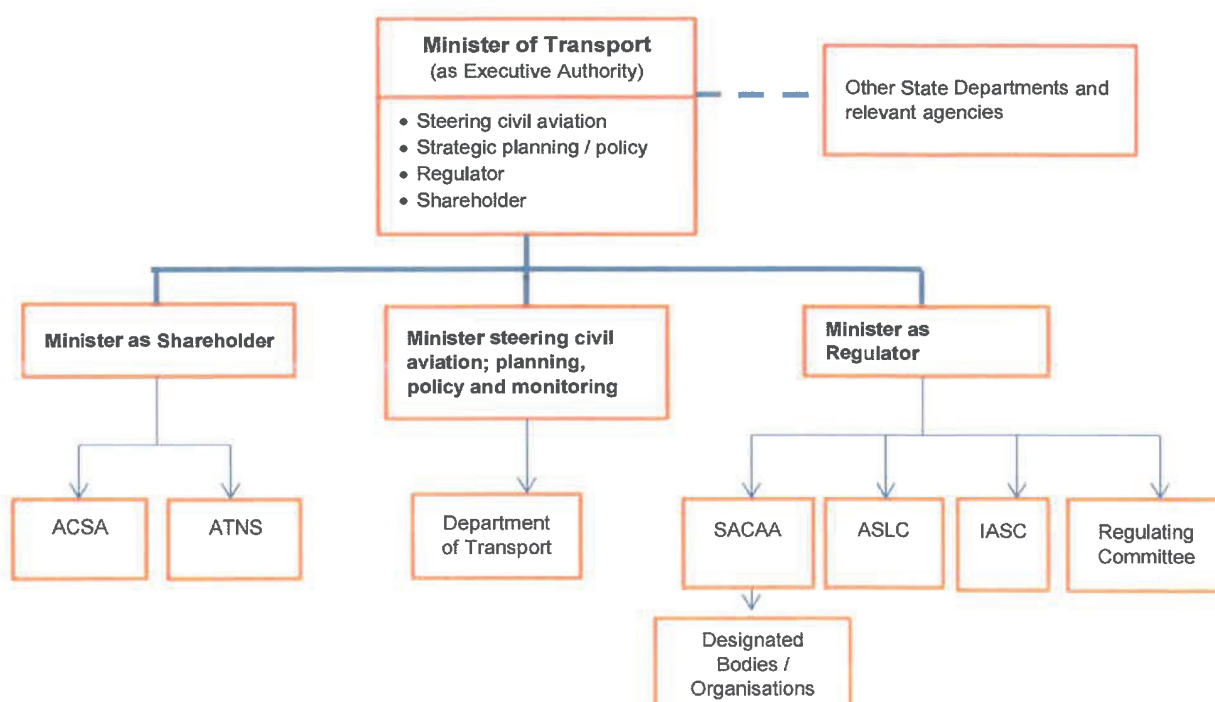 Minister of Transport
(as Executive Authority)
• Steering civil aviation
• Strategic planning / policy
• Regulator
• Shareholder
Other State Departments and
relevant agencies
Minister as Shareholder
Minister steering civil
aviation; planning,
policy and monitoring
Minister as
Regulator
ACSA
ATNS
Department
of Transport
SACAA
ASLC
IASC
Regulating
Committee
Designated
Bodies /
Organisations